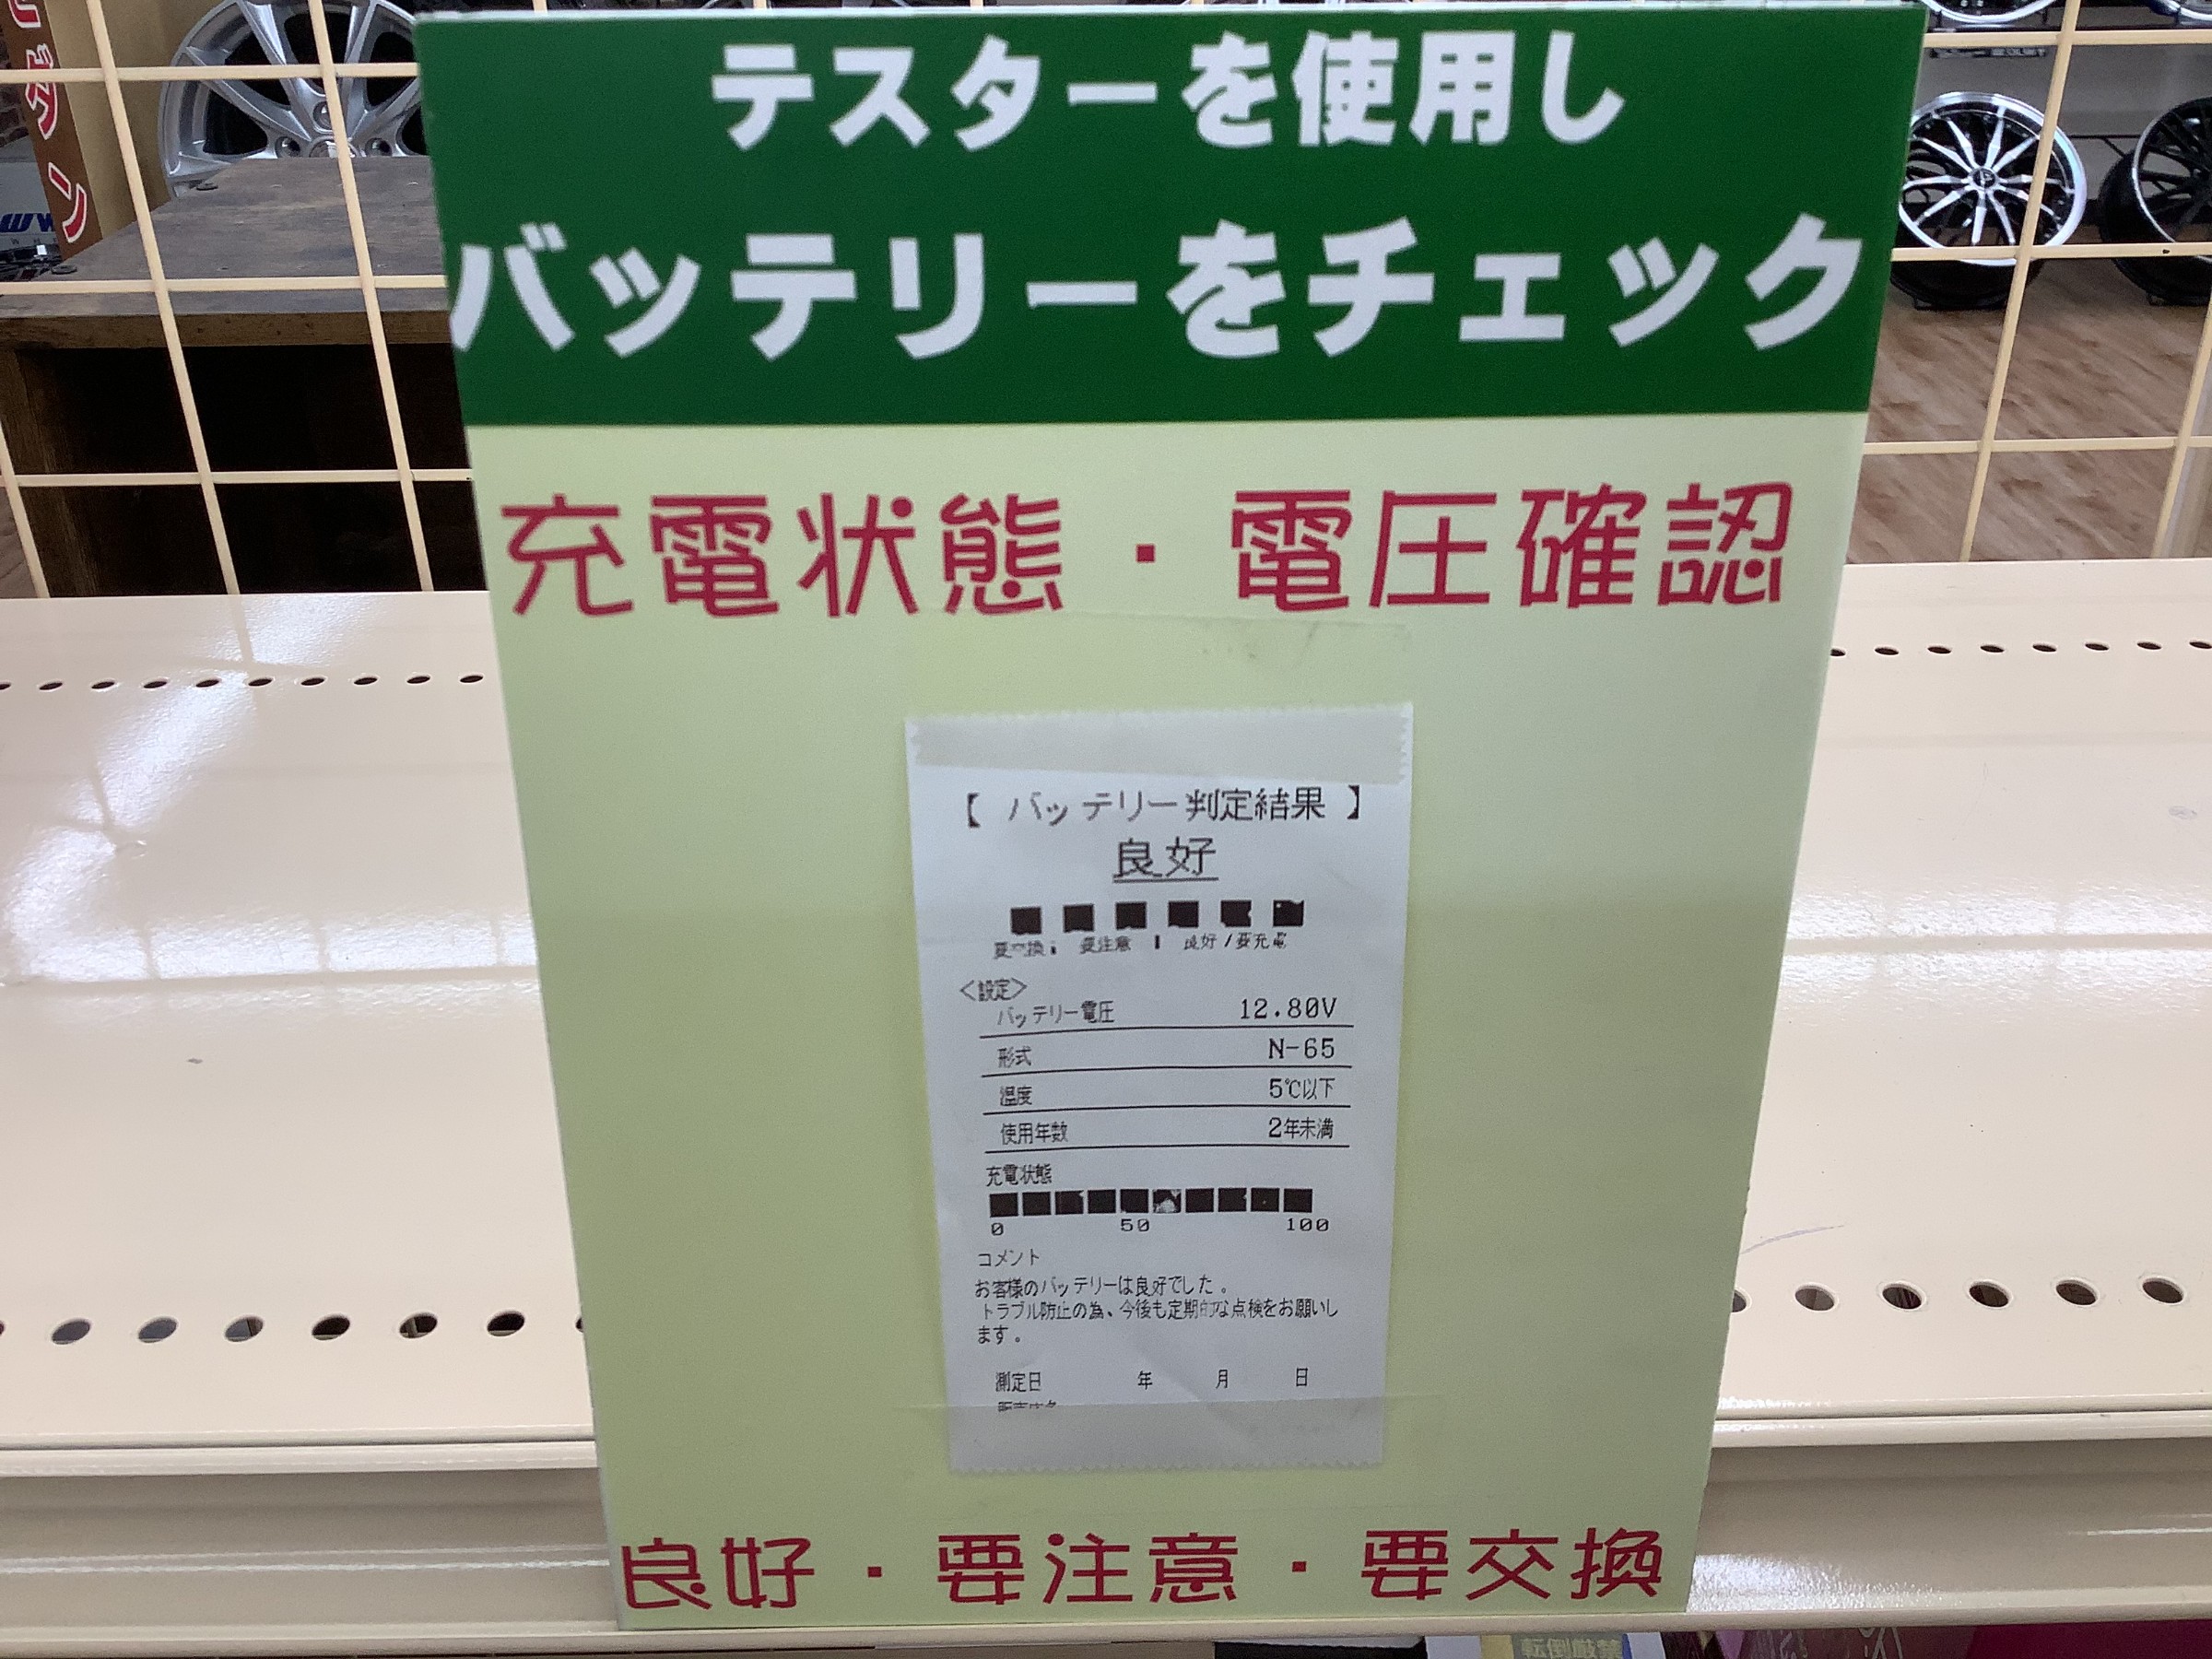 テスターを使用し
バッテリーをチェック
充電状態・電圧確認
【 バッテリー判定結果 】
良好
要交換 | 要注意 | 良好/要充電
<設定>
バッテリー電圧 12.80V
形式 N-65
温度 5℃以下
使用年数 2年未満
充電状態
0 50 100
コメント
お客様のバッテリーは良好でした。
トラブル防止の為、今後も定期的な点検をお願いし
ます。
測定日 年 月 日
良好・要注意・要交換
転倒厳禁